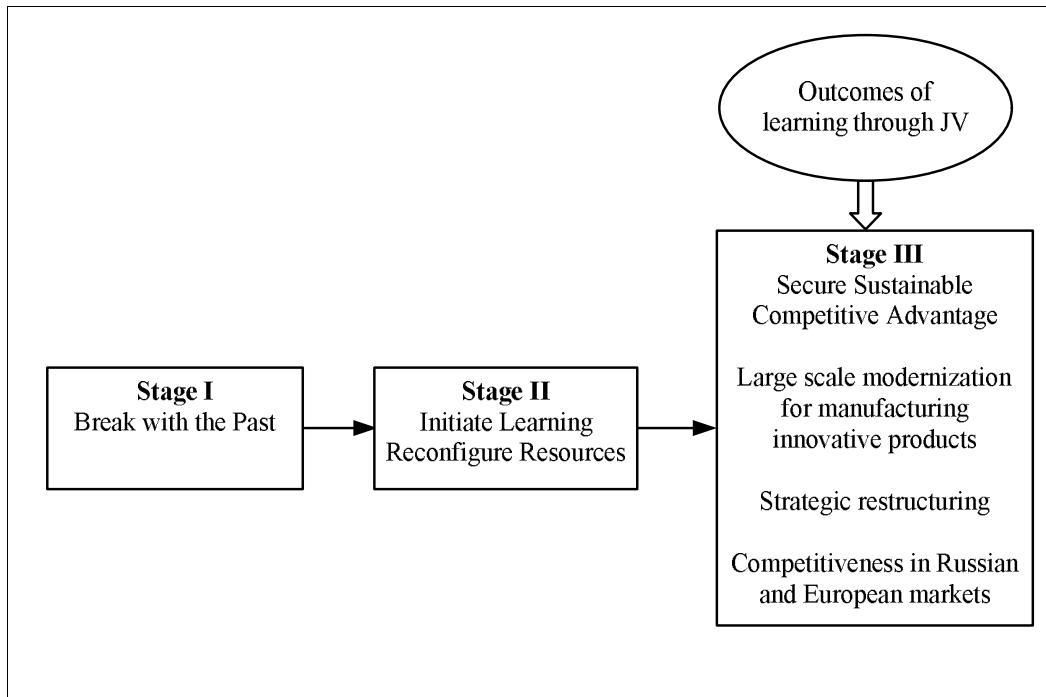 Outcomes of
learning through JV
Stage I
Break with the Past
Stage II
Initiate Learning
Reconfigure Resources
Stage III
Secure Sustainable
Competitive Advantage
Large scale modernization
for manufacturing
innovative products
Strategic restructuring
Competitiveness in Russian
and European markets